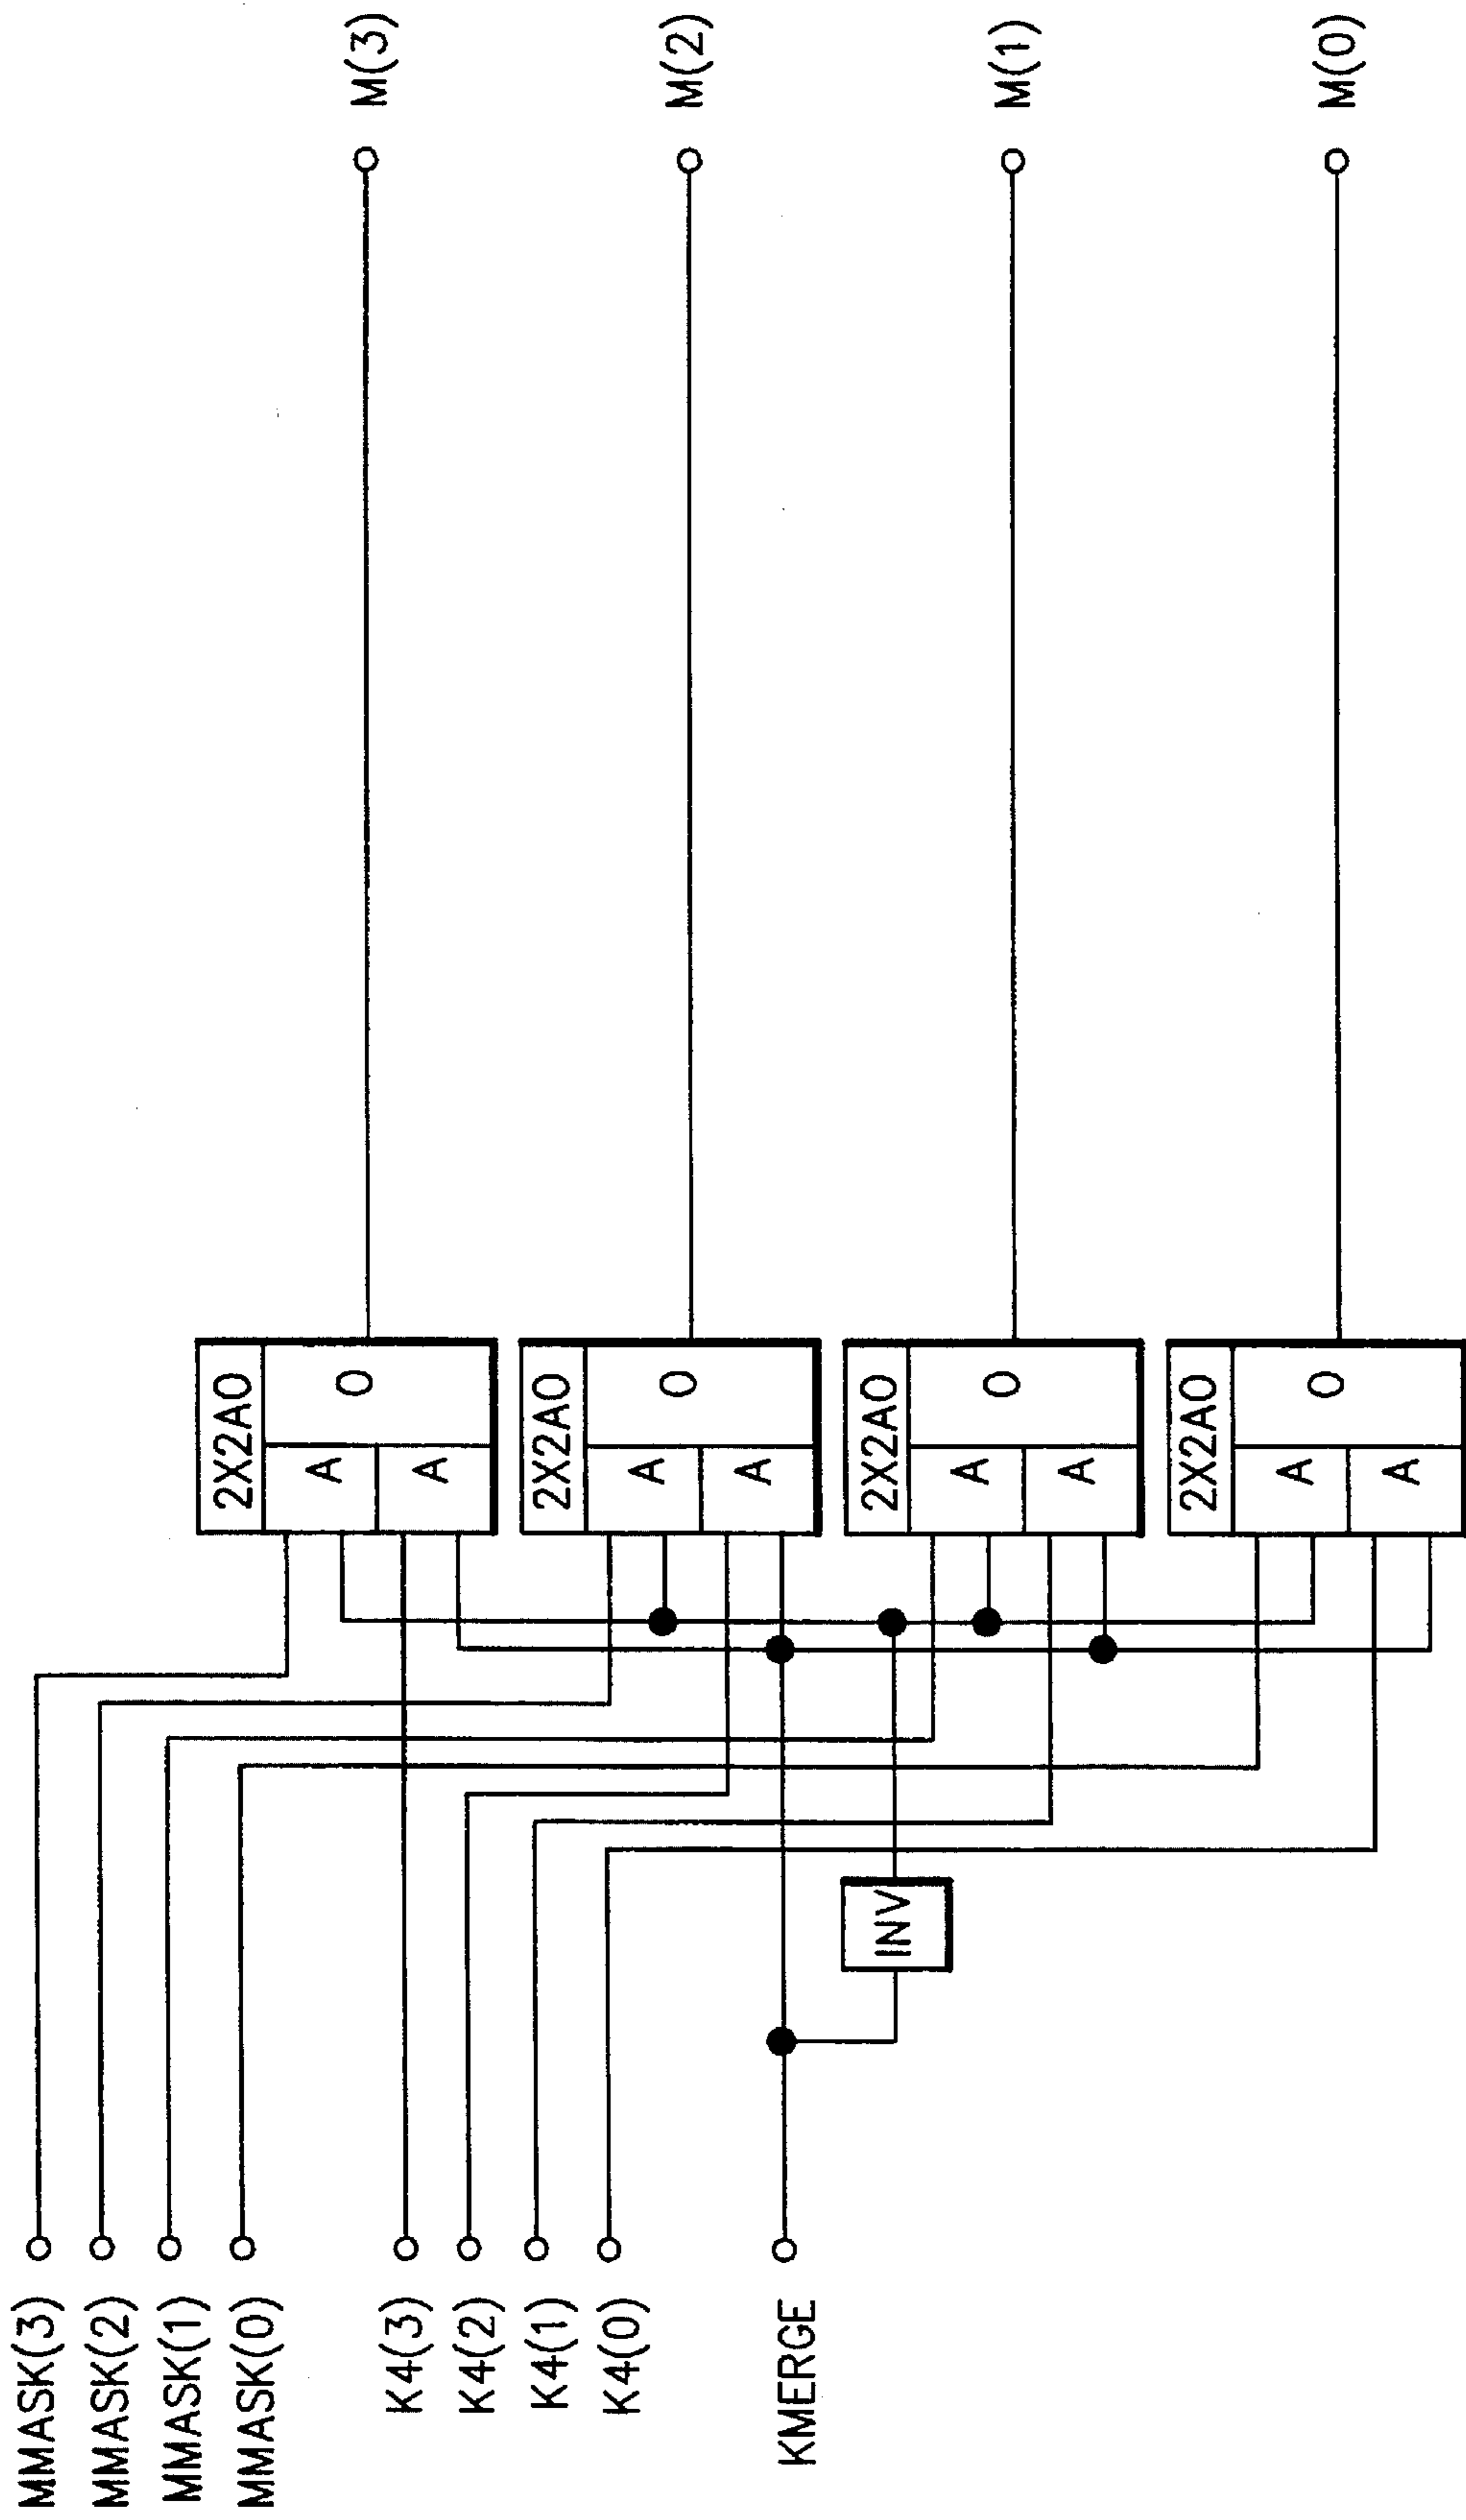 MMASK(3)
MMASK(2)
MMASK(1)
MMASK(0)
K4(3)
K4(2)
K4(1)
K4(0)
KMERGE
INV
2X2AO
A
A
O
2X2AO
A
A
O
2X2AO
A
A
O
2X2AO
A
A
O
M(3)
M(2)
M(1)
M(0)